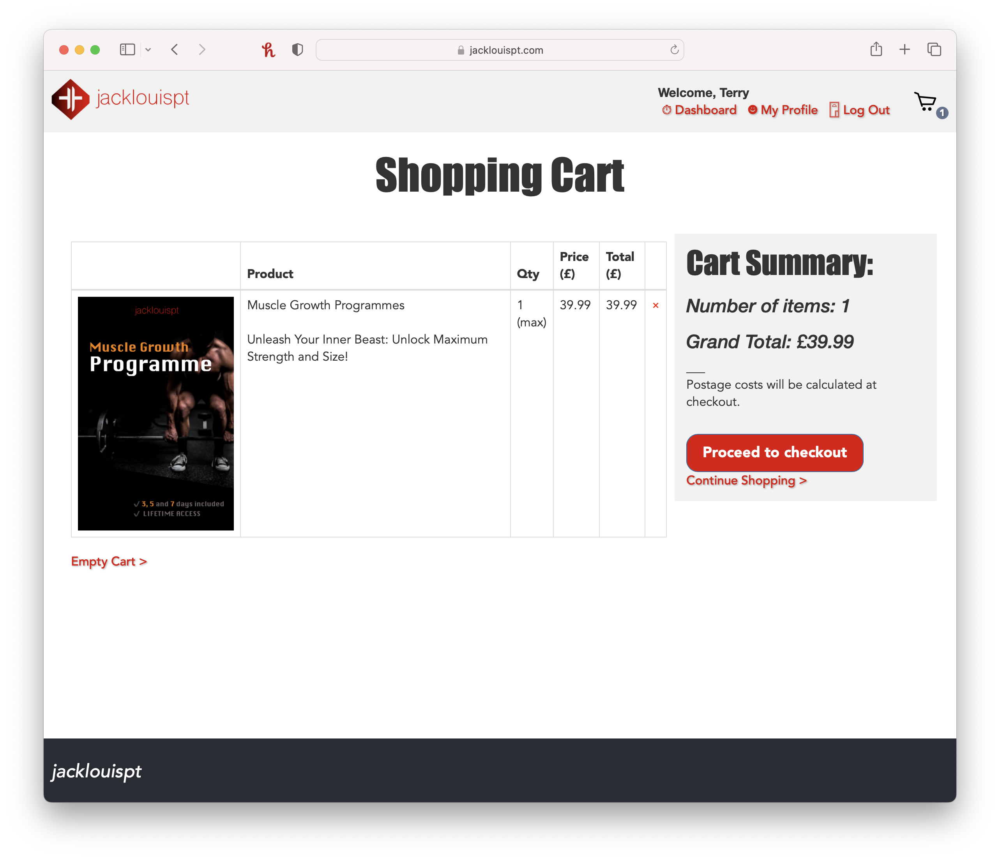 jacklouispt.com
jacklouispt
Welcome, Terry
Dashboard My Profile Log Out
1
Shopping Cart
Product Qty Price (£) Total (£)
jacklouispt
Muscle Growth
Programme
✓ 3, 5 and 7 days included
✓ LIFETIME ACCESS
Muscle Growth Programmes
Unleash Your Inner Beast: Unlock Maximum
Strength and Size!
1
(max)
39.99
39.99
×
Empty Cart >
Cart Summary:
Number of items: 1
Grand Total: £39.99
Postage costs will be calculated at
checkout.
Proceed to checkout
Continue Shopping >
jacklouispt